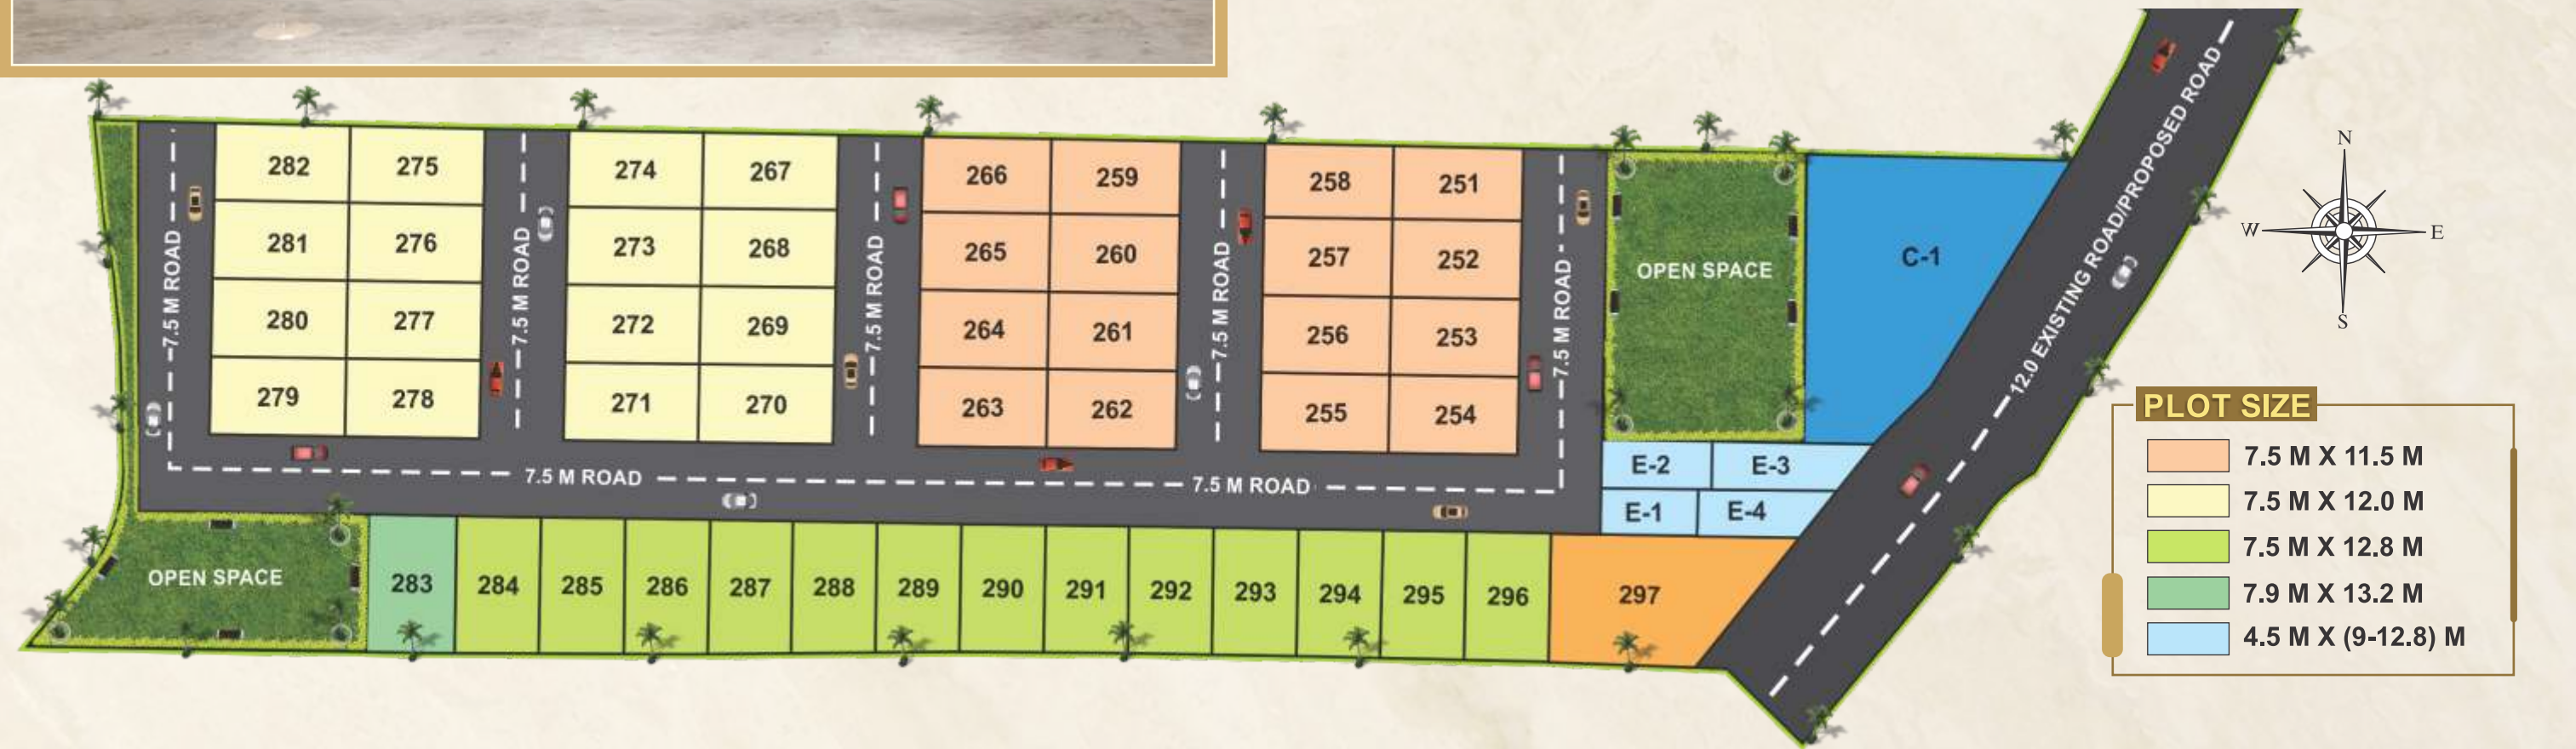 282 275
281 276
280 277
279 278
274 267
273 268
272 269
271 270
266 259
265 260
264 261
263 262
258 251
257 252
256 253
255 254
7.5 M ROAD
7.5 M ROAD
7.5 M ROAD
7.5 M ROAD
7.5 M ROAD
7.5 M ROAD
7.5 M ROAD
OPEN SPACE
C-1
12.0 EXISTING ROAD/PROPOSED ROAD
E-2 E-3
E-1 E-4
OPEN SPACE
283 284 285 286 287 288 289 290 291 292 293 294 295 296 297
N
W E
S
PLOT SIZE
7.5 M X 11.5 M
7.5 M X 12.0 M
7.5 M X 12.8 M
7.9 M X 13.2 M
4.5 M X (9-12.8) M